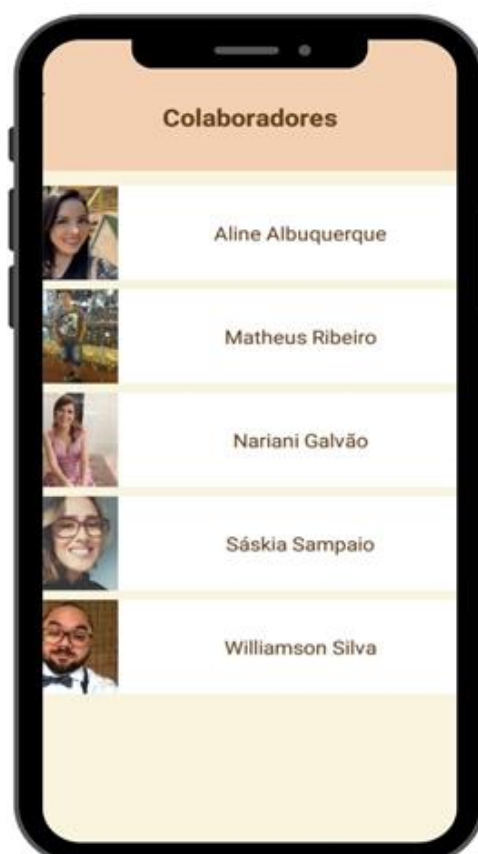 Colaboradores
Aline Albuquerque
Matheus Ribeiro
Nariani Galvão
Sáskia Sampaio
Williamson Silva